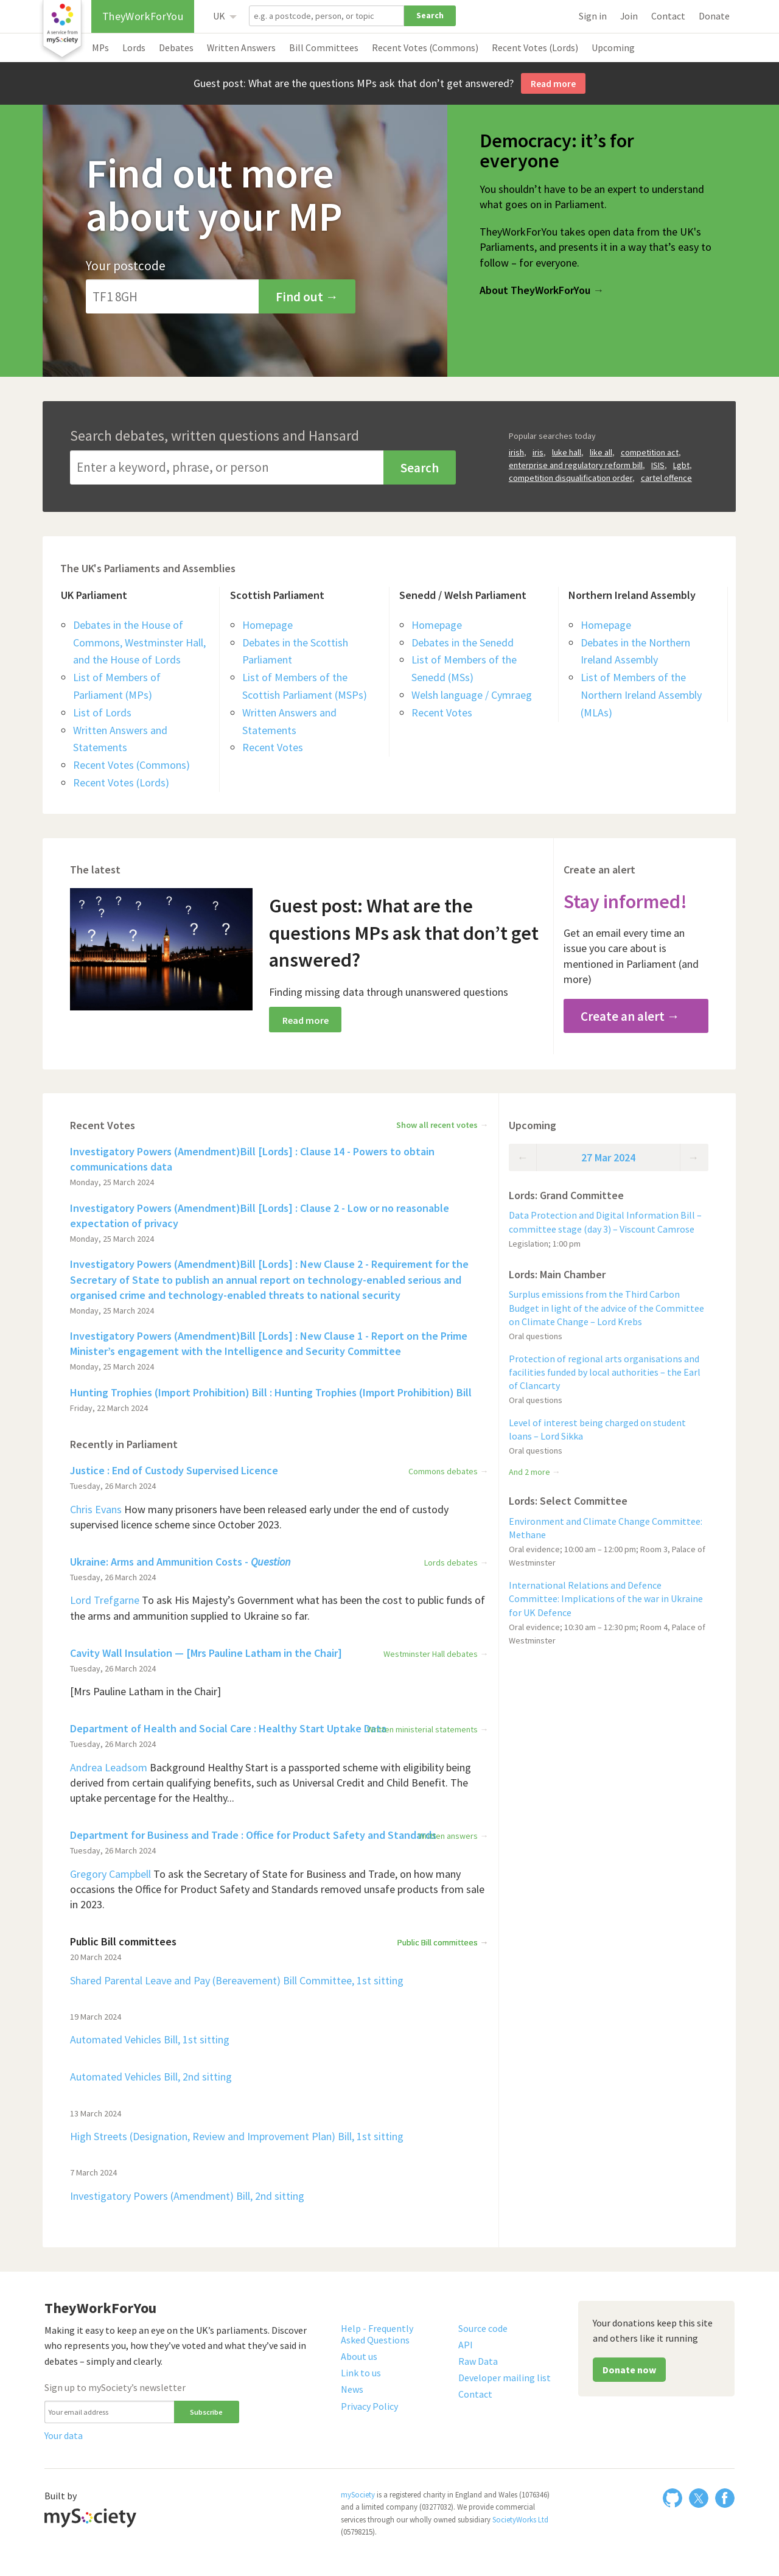 A service from
mySociety
TheyWorkForYou
UK
e.g. a postcode, person, or topic
Search
Sign in
Join
Contact
Donate
MPs
Lords
Debates
Written Answers
Bill Committees
Recent Votes (Commons)
Recent Votes (Lords)
Upcoming
Guest post: What are the questions MPs ask that don’t get answered?
Read more
Find out more
about your MP
Your postcode
TF1 8GH
Find out →
Democracy: it’s for
everyone
You shouldn’t have to be an expert to understand
what goes on in Parliament.
TheyWorkForYou takes open data from the UK's
Parliaments, and presents it in a way that’s easy to
follow – for everyone.
About TheyWorkForYou →
Search debates, written questions and Hansard
Enter a keyword, phrase, or person
Search
Popular searches today
irish, iris, luke hall, like all, competition act,
enterprise and regulatory reform bill, ISIS, Lgbt,
competition disqualification order, cartel offence
The UK's Parliaments and Assemblies
UK Parliament
Debates in the House of
Commons, Westminster Hall,
and the House of Lords
List of Members of
Parliament (MPs)
List of Lords
Written Answers and
Statements
Recent Votes (Commons)
Recent Votes (Lords)
Scottish Parliament
Homepage
Debates in the Scottish
Parliament
List of Members of the
Scottish Parliament (MSPs)
Written Answers and
Statements
Recent Votes
Senedd / Welsh Parliament
Homepage
Debates in the Senedd
List of Members of the
Senedd (MSs)
Welsh language / Cymraeg
Recent Votes
Northern Ireland Assembly
Homepage
Debates in the Northern
Ireland Assembly
List of Members of the
Northern Ireland Assembly
(MLAs)
The latest
? ? ? ? ? ? ? ? ? ?
Guest post: What are the
questions MPs ask that don’t get
answered?
Finding missing data through unanswered questions
Read more
Create an alert
Stay informed!
Get an email every time an
issue you care about is
mentioned in Parliament (and
more)
Create an alert →
Recent Votes
Show all recent votes →
Investigatory Powers (Amendment)Bill [Lords] : Clause 14 - Powers to obtain
communications data
Monday, 25 March 2024
Investigatory Powers (Amendment)Bill [Lords] : Clause 2 - Low or no reasonable
expectation of privacy
Monday, 25 March 2024
Investigatory Powers (Amendment)Bill [Lords] : New Clause 2 - Requirement for the
Secretary of State to publish an annual report on technology-enabled serious and
organised crime and technology-enabled threats to national security
Monday, 25 March 2024
Investigatory Powers (Amendment)Bill [Lords] : New Clause 1 - Report on the Prime
Minister’s engagement with the Intelligence and Security Committee
Monday, 25 March 2024
Hunting Trophies (Import Prohibition) Bill : Hunting Trophies (Import Prohibition) Bill
Friday, 22 March 2024
Recently in Parliament
Justice : End of Custody Supervised Licence
Commons debates →
Tuesday, 26 March 2024
Chris Evans How many prisoners have been released early under the end of custody
supervised licence scheme since October 2023.
Ukraine: Arms and Ammunition Costs - Question
Lords debates →
Tuesday, 26 March 2024
Lord Trefgarne To ask His Majesty’s Government what has been the cost to public funds of
the arms and ammunition supplied to Ukraine so far.
Cavity Wall Insulation — [Mrs Pauline Latham in the Chair]
Westminster Hall debates →
Tuesday, 26 March 2024
[Mrs Pauline Latham in the Chair]
Department of Health and Social Care : Healthy Start Uptake Data
Written ministerial statements →
Tuesday, 26 March 2024
Andrea Leadsom Background Healthy Start is a passported scheme with eligibility being
derived from certain qualifying benefits, such as Universal Credit and Child Benefit. The
uptake percentage for the Healthy...
Department for Business and Trade : Office for Product Safety and Standards
Written answers →
Tuesday, 26 March 2024
Gregory Campbell To ask the Secretary of State for Business and Trade, on how many
occasions the Office for Product Safety and Standards removed unsafe products from sale
in 2023.
Public Bill committees
Public Bill committees →
20 March 2024
Shared Parental Leave and Pay (Bereavement) Bill Committee, 1st sitting
19 March 2024
Automated Vehicles Bill, 1st sitting
Automated Vehicles Bill, 2nd sitting
13 March 2024
High Streets (Designation, Review and Improvement Plan) Bill, 1st sitting
7 March 2024
Investigatory Powers (Amendment) Bill, 2nd sitting
Upcoming
← 27 Mar 2024 →
Lords: Grand Committee
Data Protection and Digital Information Bill –
committee stage (day 3) – Viscount Camrose
Legislation; 1:00 pm
Lords: Main Chamber
Surplus emissions from the Third Carbon
Budget in light of the advice of the Committee
on Climate Change – Lord Krebs
Oral questions
Protection of regional arts organisations and
facilities funded by local authorities – the Earl
of Clancarty
Oral questions
Level of interest being charged on student
loans – Lord Sikka
Oral questions
And 2 more →
Lords: Select Committee
Environment and Climate Change Committee:
Methane
Oral evidence; 10:00 am – 12:00 pm; Room 3, Palace of
Westminster
International Relations and Defence
Committee: Implications of the war in Ukraine
for UK Defence
Oral evidence; 10:30 am – 12:30 pm; Room 4, Palace of
Westminster
TheyWorkForYou
Making it easy to keep an eye on the UK’s parliaments. Discover
who represents you, how they’ve voted and what they’ve said in
debates – simply and clearly.
Sign up to mySociety’s newsletter
Your email address
Subscribe
Your data
Help - Frequently
Asked Questions
About us
Link to us
News
Privacy Policy
Source code
API
Raw Data
Developer mailing list
Contact
Your donations keep this site
and others like it running
Donate now
Built by
mySociety
mySociety is a registered charity in England and Wales (1076346)
and a limited company (03277032). We provide commercial
services through our wholly owned subsidiary SocietyWorks Ltd
(05798215).